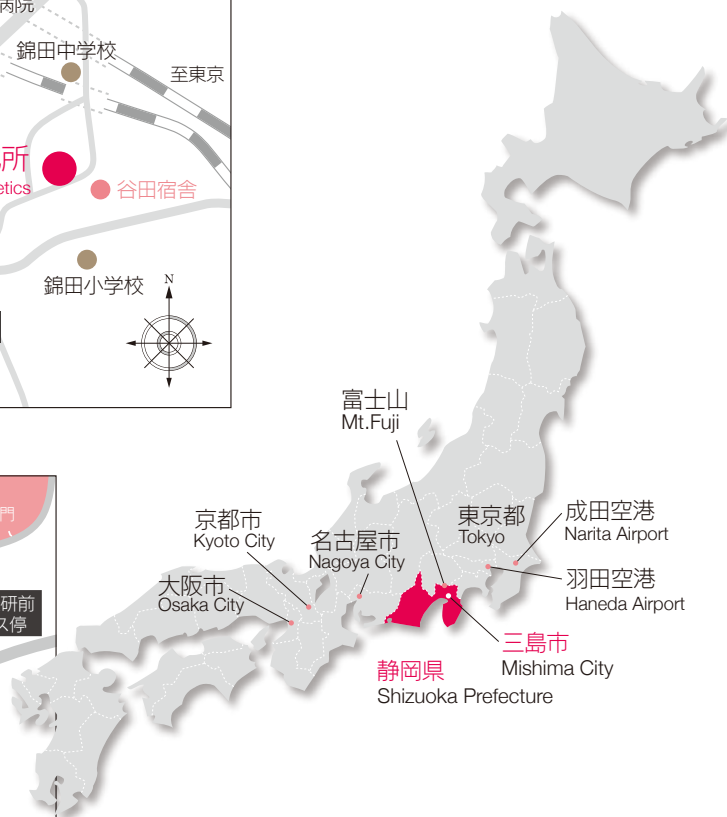 病院
錦田中学校
至東京
所
etics
谷田宿舎
錦田小学校
N
富士山
Mt.Fuji
京都市
Kyoto City
名古屋市
Nagoya City
東京都
Tokyo
成田空港
Narita Airport
大阪市
Osaka City
羽田空港
Haneda Airport
三島市
Mishima City
静岡県
Shizuoka Prefecture
門
研前
ス停